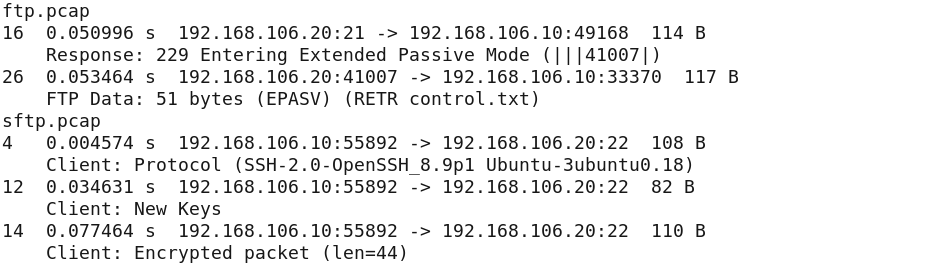 ftp.pcap
16  0.050996 s  192.168.106.20:21 -> 192.168.106.10:49168  114 B
    Response: 229 Entering Extended Passive Mode (|||41007|)
26  0.053464 s  192.168.106.20:41007 -> 192.168.106.10:33370  117 B
    FTP Data: 51 bytes (EPASV) (RETR control.txt)
sftp.pcap
4   0.004574 s  192.168.106.10:55892 -> 192.168.106.20:22  108 B
    Client: Protocol (SSH-2.0-OpenSSH_8.9p1 Ubuntu-3ubuntu0.18)
12  0.034631 s  192.168.106.10:55892 -> 192.168.106.20:22  82 B
    Client: New Keys
14  0.077464 s  192.168.106.10:55892 -> 192.168.106.20:22  110 B
    Client: Encrypted packet (len=44)